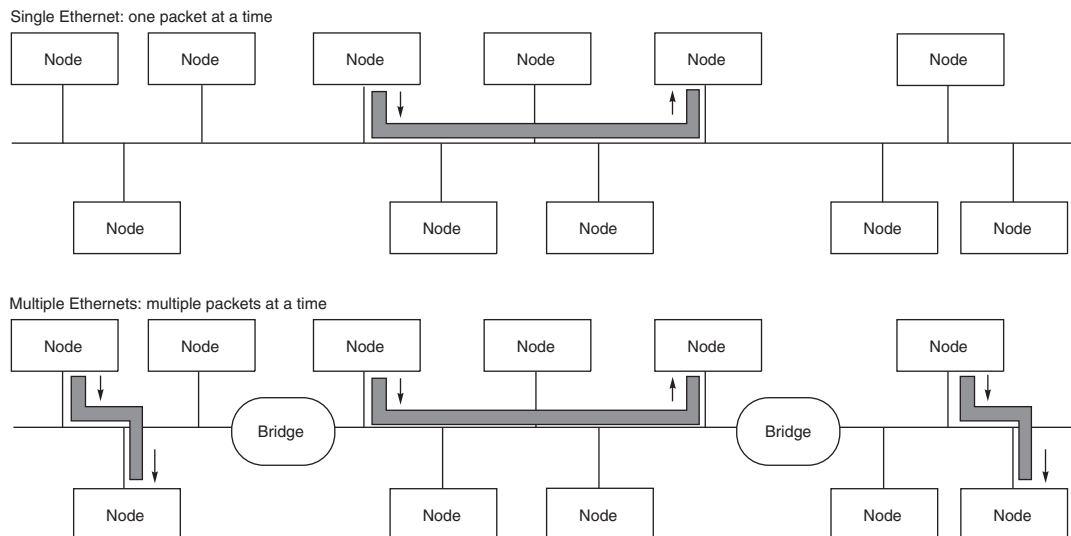 Single Ethernet: one packet at a time
Node Node Node Node Node Node
Node Node Node Node Node
Multiple Ethernets: multiple packets at a time
Node Node Node Node Node Node
Bridge Bridge
Node Node Node Node Node